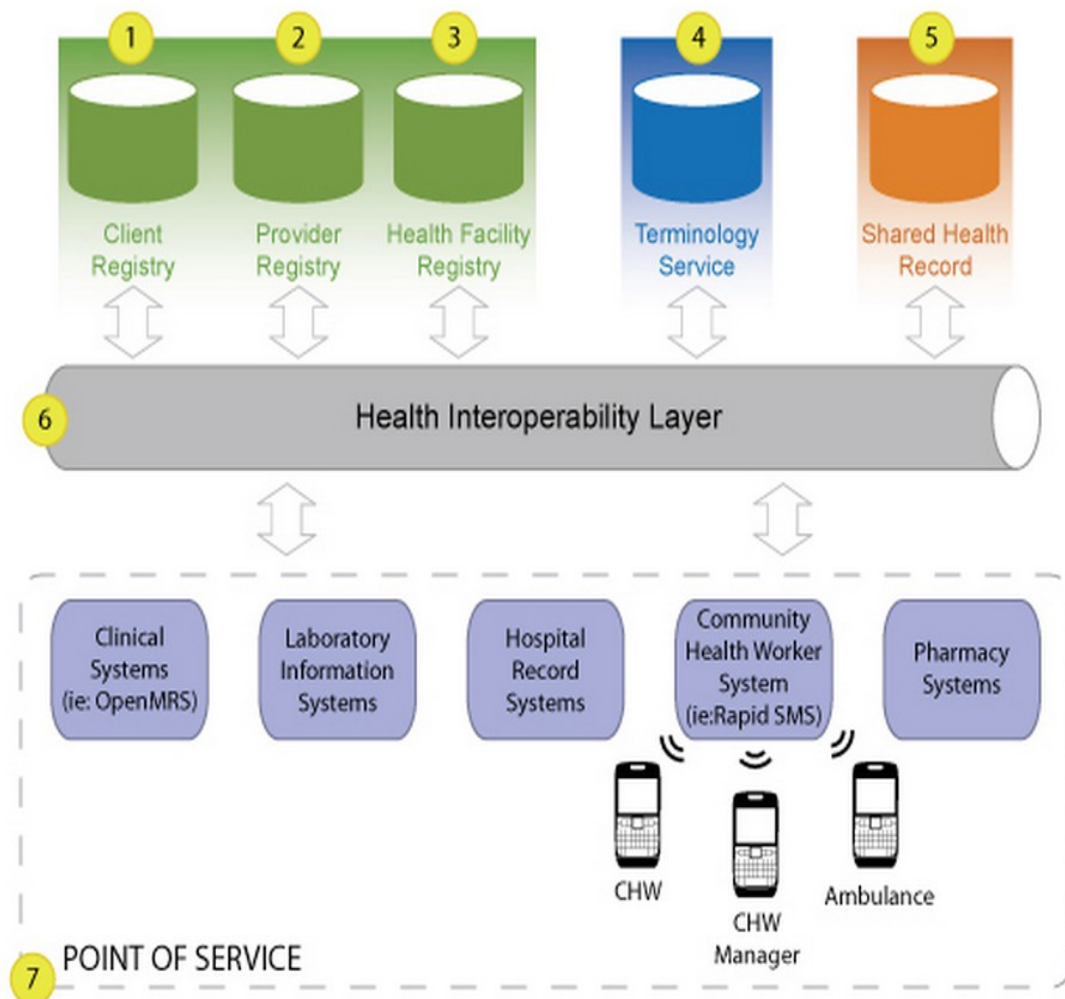 1
2
3
4
5
Client
Registry
Provider
Registry
Health Facility
Registry
Terminology
Service
Shared Health
Record
6
Health Interoperability Layer
Clinical
Systems
(ie: OpenMRS)
Laboratory
Information
Systems
Hospital
Record
Systems
Community
Health Worker
System
(ie:Rapid SMS)
Pharmacy
Systems
CHW
CHW
Manager
Ambulance
7
POINT OF SERVICE